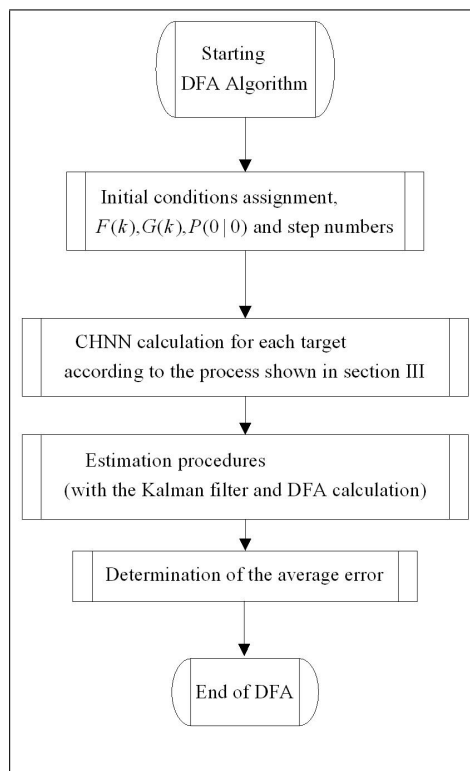 Starting
DFA Algorithm
Initial conditions assignment,
F(k),G(k),P(0|0) and step numbers
CHNN calculation for each target
according to the process shown in section III
Estimation procedures
(with the Kalman filter and DFA calculation)
Determination of the average error
End of DFA